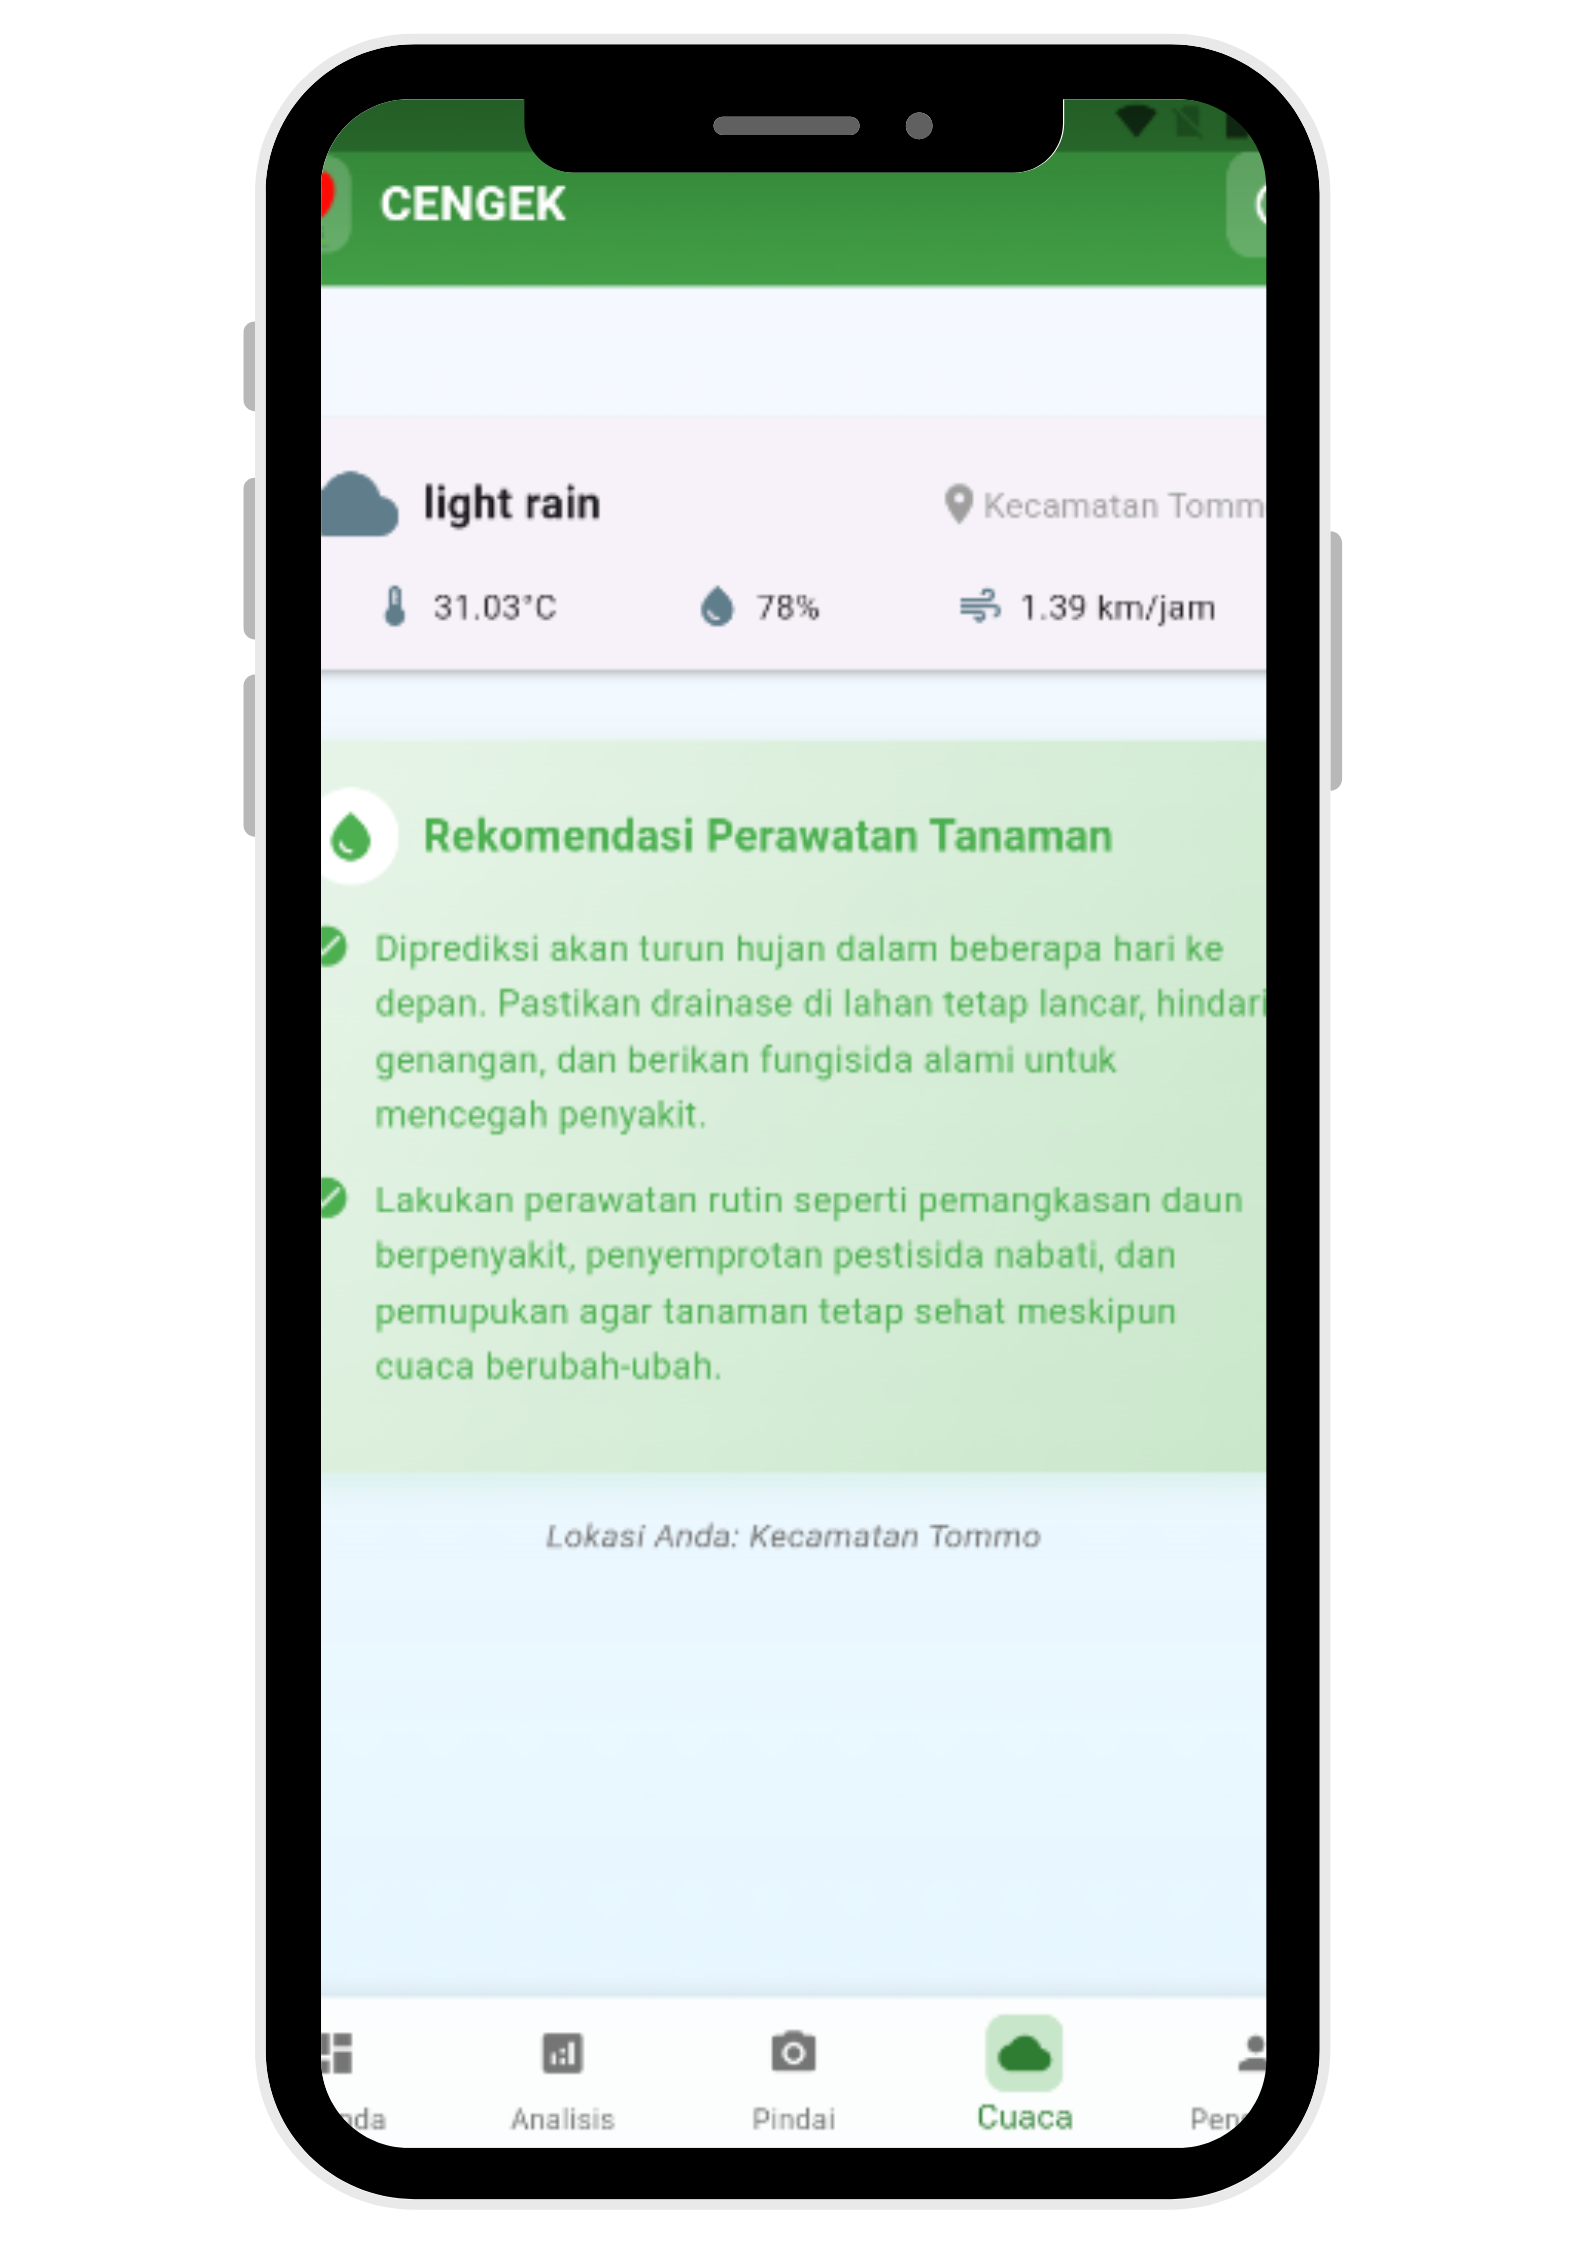 CENGEK
light rain
Kecamatan Tomm
31.03°C
78%
1.39 km/jam
Rekomendasi Perawatan Tanaman
Diprediksi akan turun hujan dalam beberapa hari ke
depan. Pastikan drainase di lahan tetap lancar, hindari
genangan, dan berikan fungisida alami untuk
mencegah penyakit.
Lakukan perawatan rutin seperti pemangkasan daun
berpenyakit, penyemprotan pestisida nabati, dan
pemupukan agar tanaman tetap sehat meskipun
cuaca berubah-ubah.
Lokasi Anda: Kecamatan Tommo
Analisis
Pindai
Cuaca